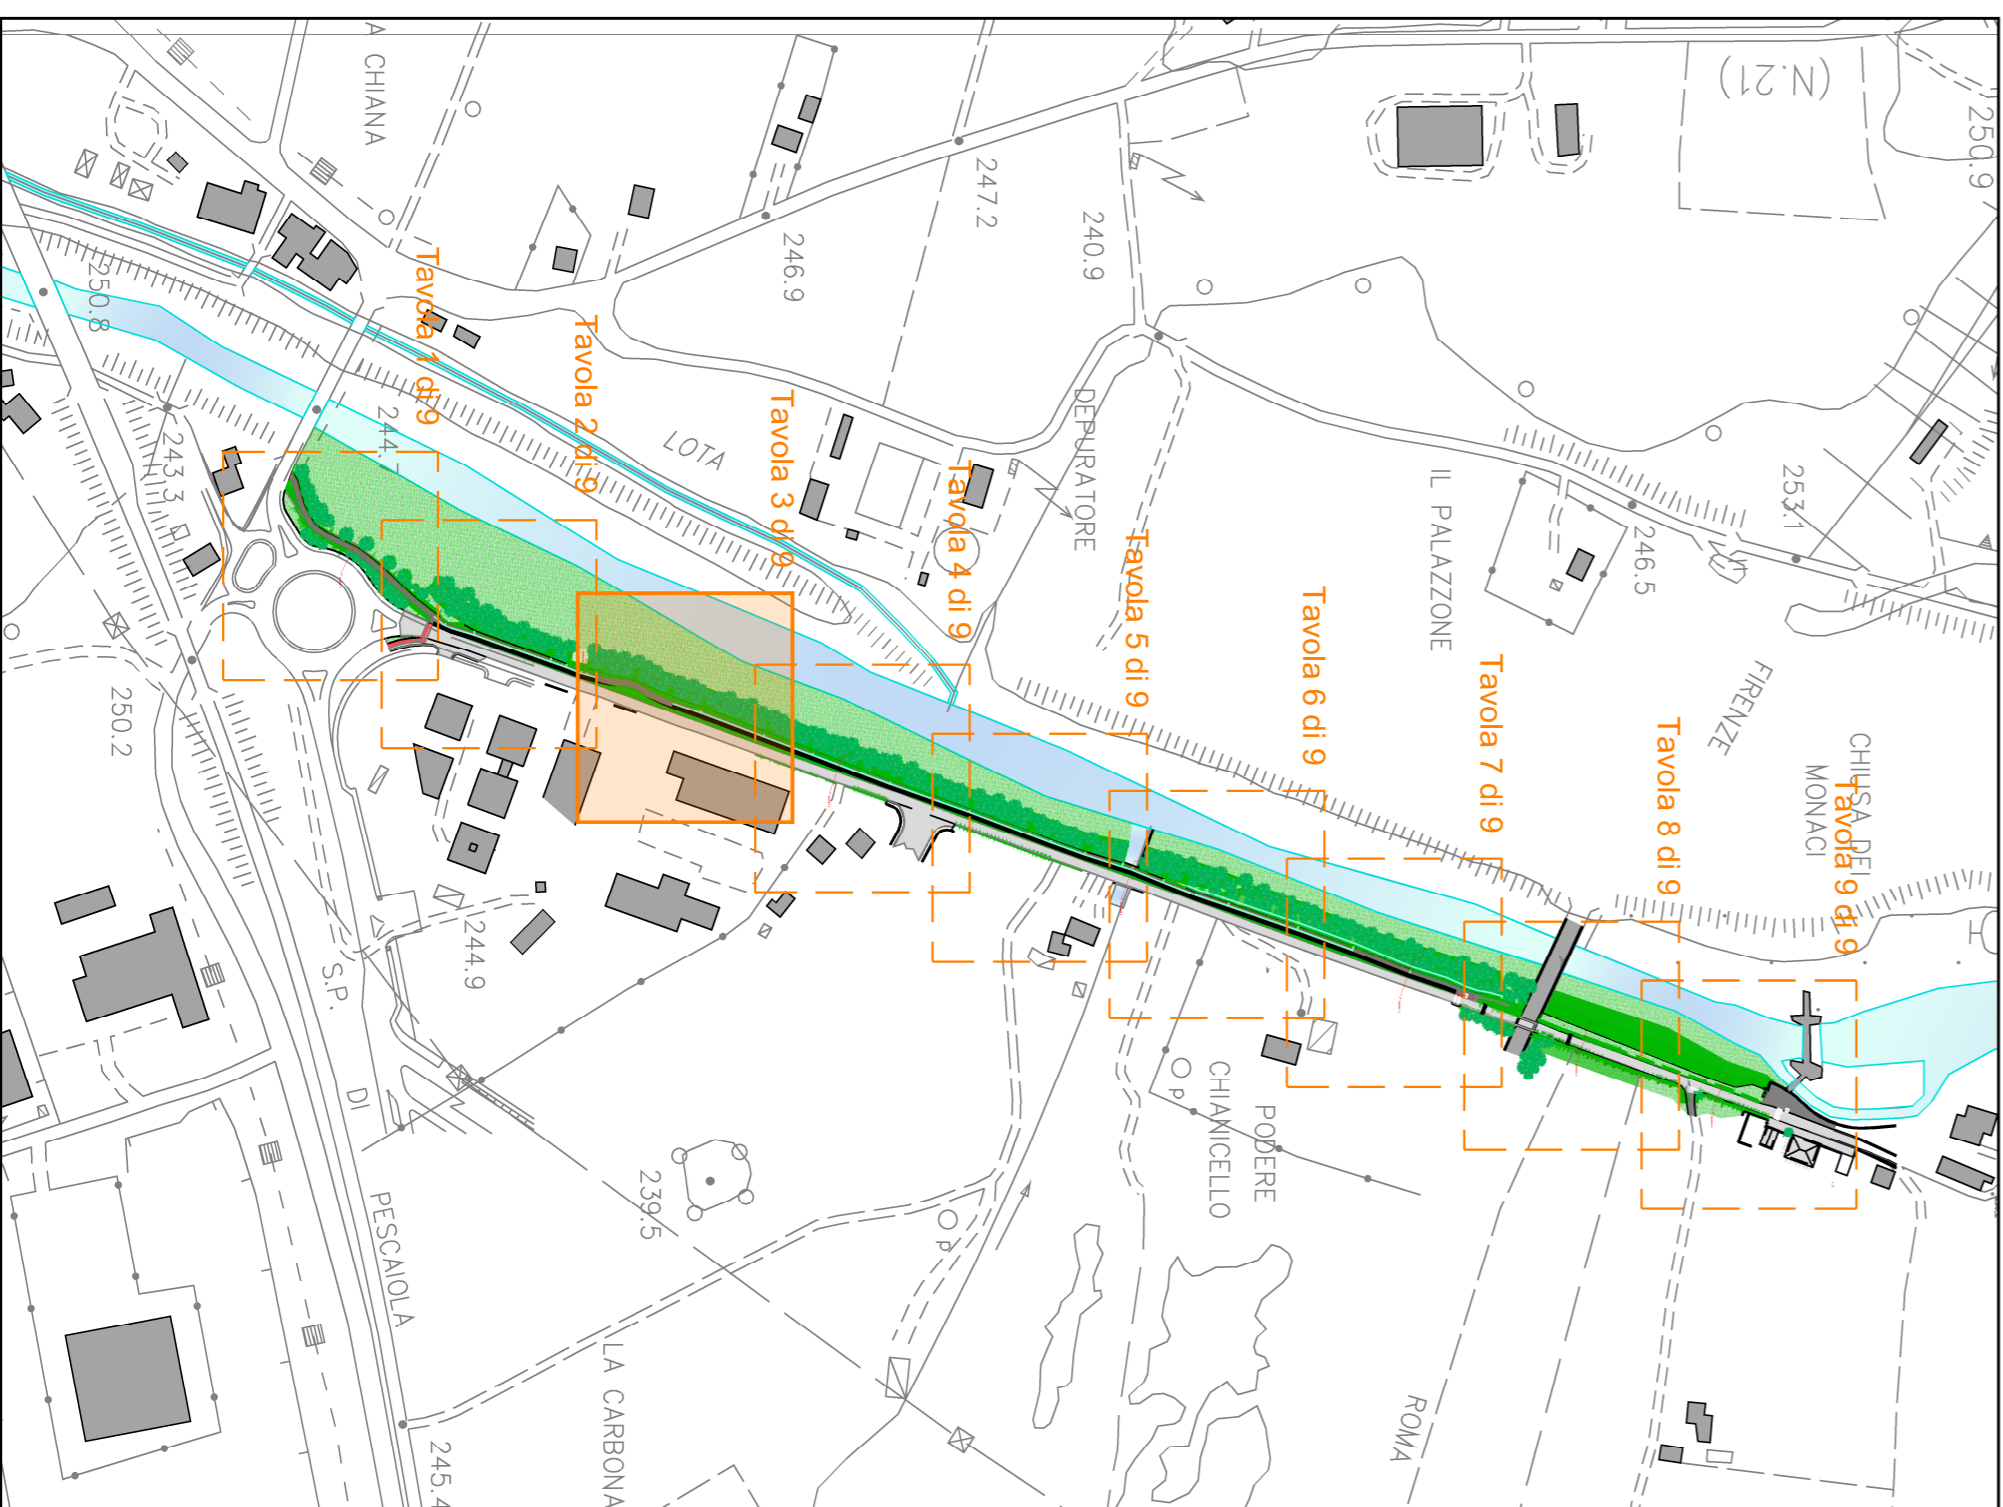 A CHIANA
(N.21)
250.9
247.2
240.9
246.9
250.8
Tavola 1 di 9
Tavola 2 di 9
Tavola 3 di 9
Tavola 4 di 9
Tavola 5 di 9
Tavola 6 di 9
Tavola 7 di 9
Tavola 8 di 9
Tavola 9 di 9
244.
243.3
LOTA
DEPURATORE
IL PALAZZONE
246.5
253.1
FIRENZE
CHIUSA DEI
MONACI
250.2
244.9
S.P.
DI
PESCAIOLA
239.5
p
p
PODERE
CHIANICELLO
LA CARBONA
245.4
ROMA